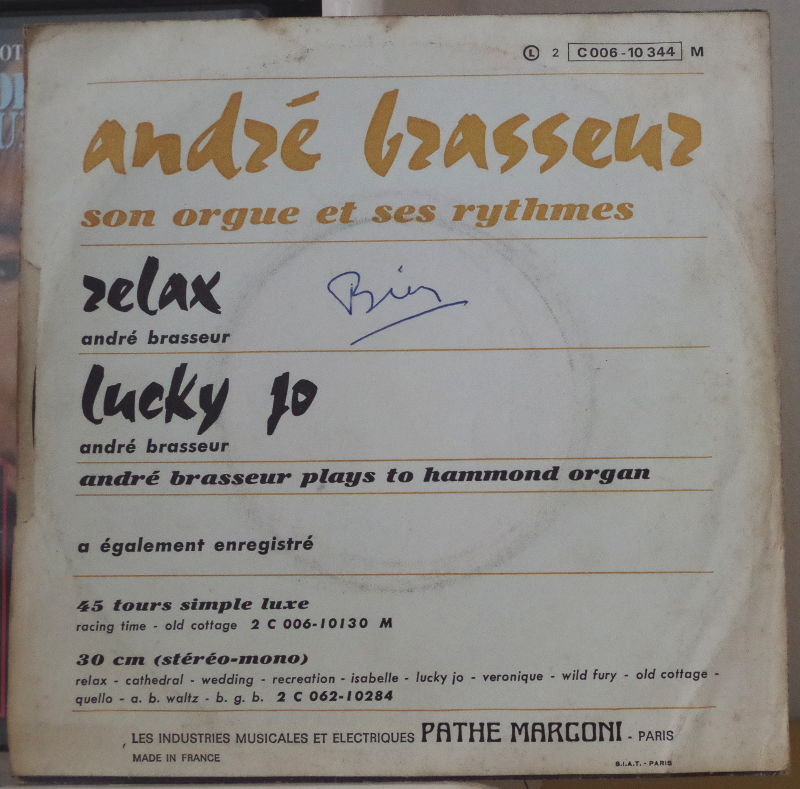 Ⓛ 2 C 006-10 344 M
andré brasseur
son orgue et ses rythmes
relax
andré brasseur
lucky jo
andré brasseur
andré brasseur plays to hammond organ
a également enregistré
45 tours simple luxe
racing time - old cottage 2 C 006-10130 M
30 cm (stéréo-mono)
relax - cathedral - wedding - recreation - isabelle - lucky jo - veronique - wild fury - old cottage -
quello - a. b. waltz - b. g. b. 2 C 062-10284
LES INDUSTRIES MUSICALES ET ELECTRIQUES PATHE MARCONI - PARIS
MADE IN FRANCE
S.I.A.T. - PARIS